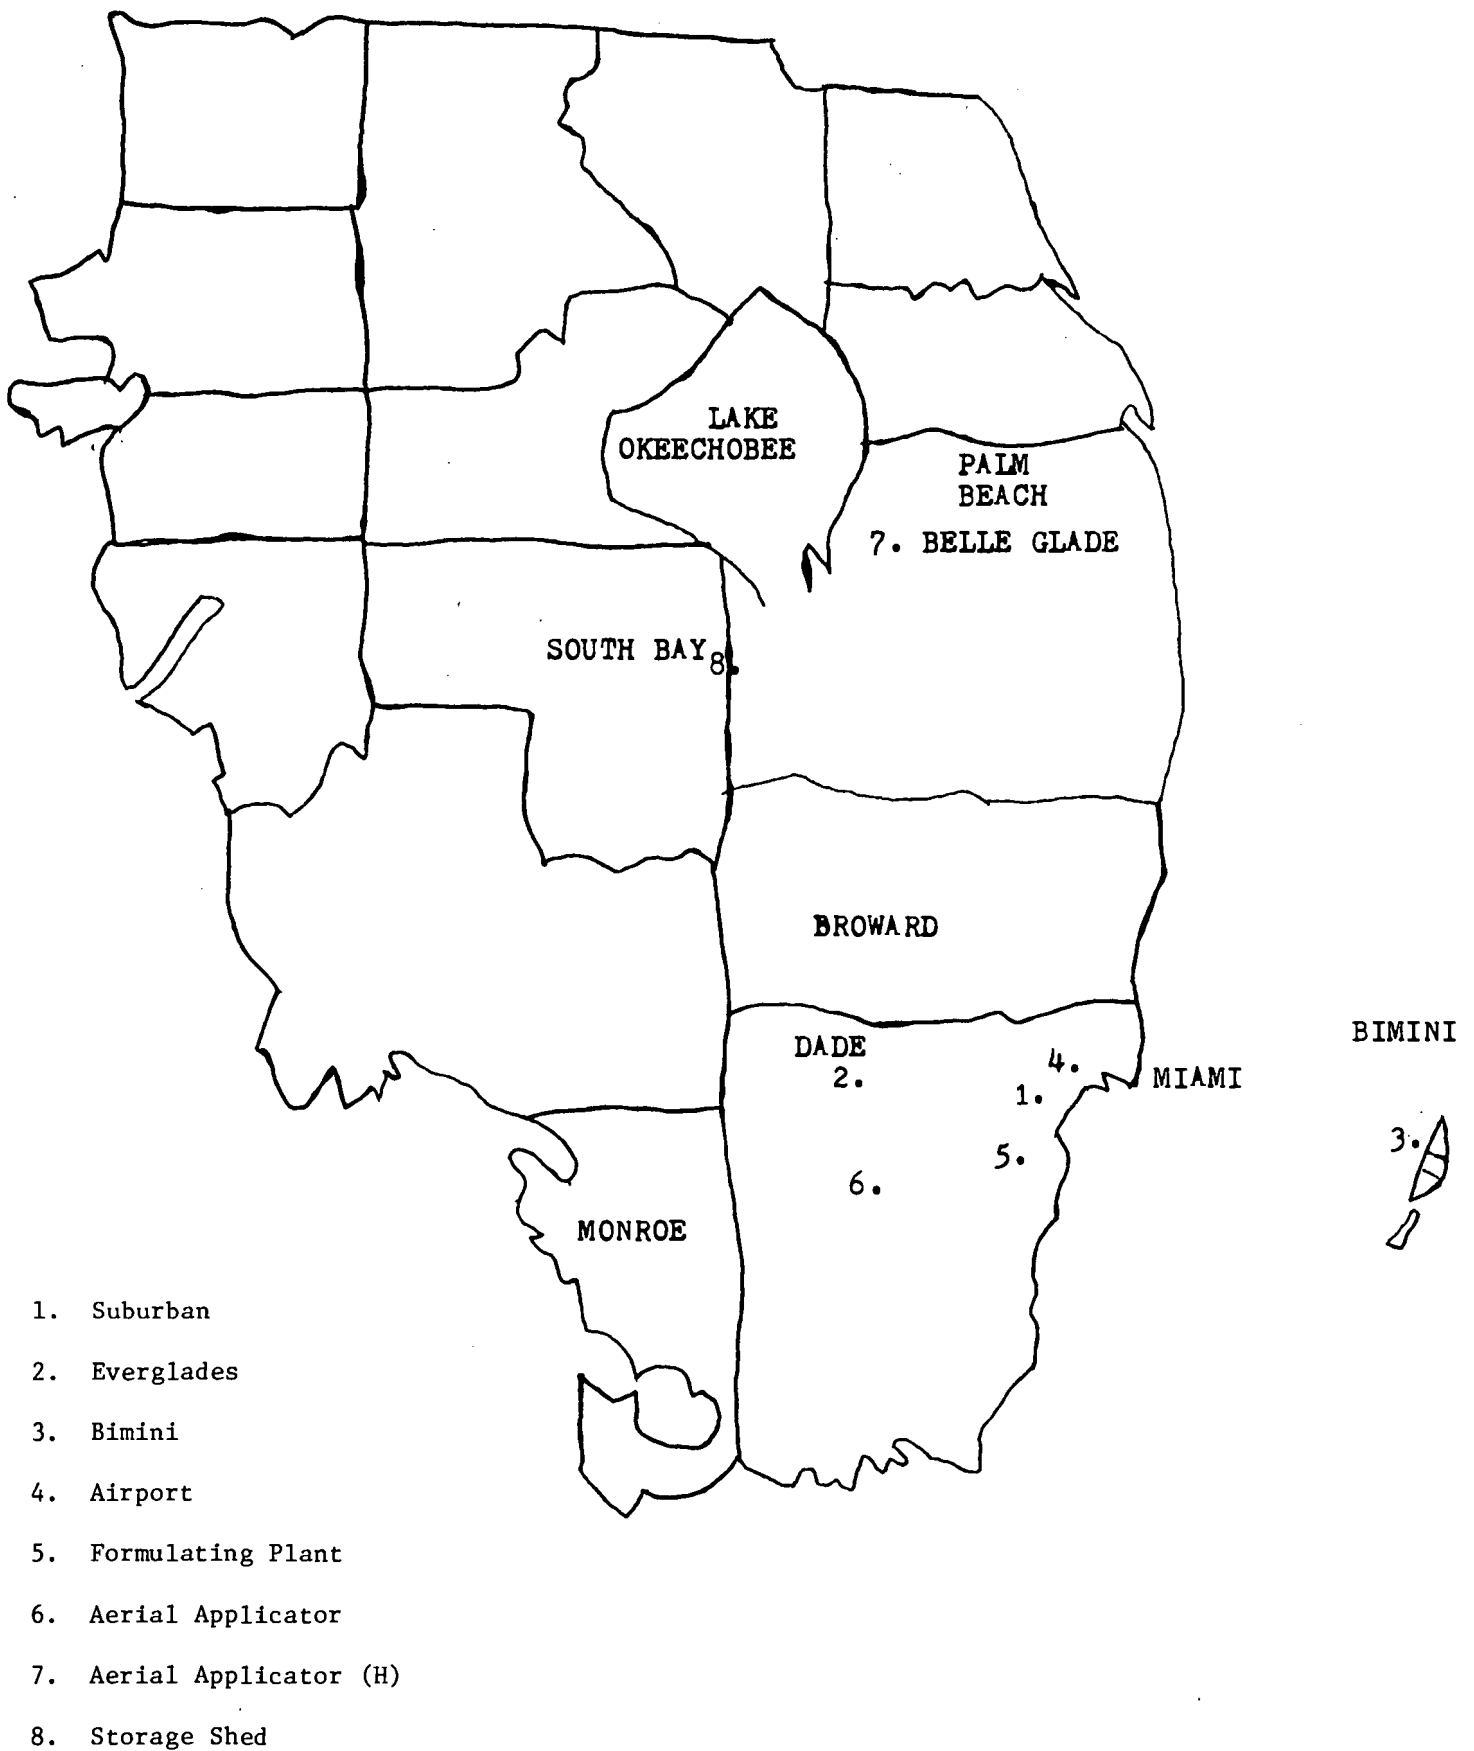 LAKE
OKEECHOBEE
PALM
BEACH
7. BELLE GLADE
SOUTH BAY 8.
BROWARD
DADE
2.
4.
MIAMI
BIMINI
1.
3.
5.
6.
MONROE
1. Suburban
2. Everglades
3. Bimini
4. Airport
5. Formulating Plant
6. Aerial Applicator
7. Aerial Applicator (H)
8. Storage Shed